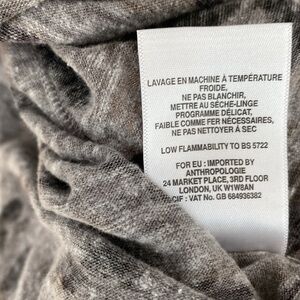 LAVAGE EN MACHINE À TEMPÉRATURE
FROIDE,
NE PAS BLANCHIR,
METTRE AU SÈCHE-LINGE
PROGRAMME DÉLICAT,
FAIBLE COMME FER NÉCESSAIRES,
NE PAS NETTOYER À SEC
LOW FLAMMABILITY TO BS 5722
FOR EU : IMPORTED BY
ANTHROPOLOGIE
24 MARKET PLACE, 3RD FLOOR
LONDON, UK W1W8AN
CIF : VAT No. GB 684936382